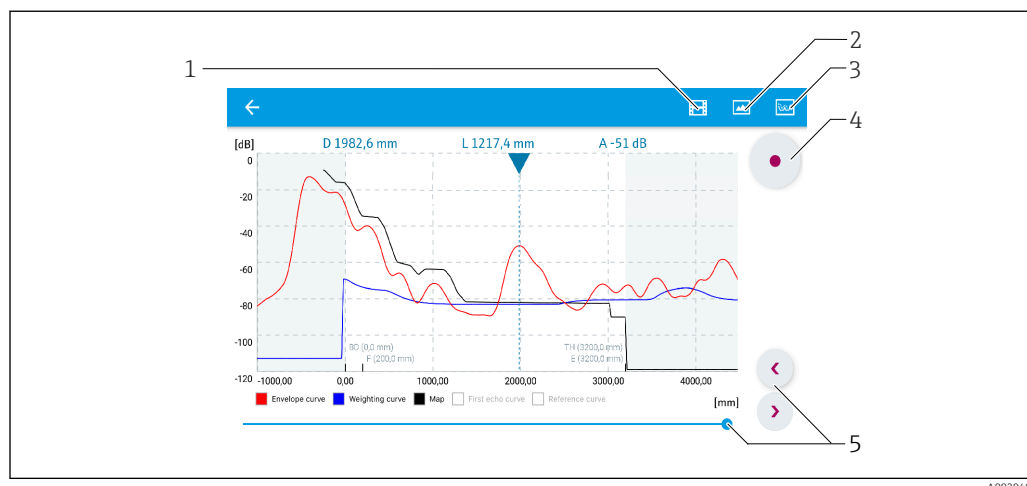 1
2
3
4
[dB]
D 1982,6 mm
L 1217,4 mm
A -51 dB
0
-20
-40
-60
-80
-100
-120
BD (0,0 mm)
F (200,0 mm)
TH (3200,0 mm)
E (3200,0 mm)
-1000,00
0,00
1000,00
2000,00
3000,00
4000,00
Envelope curve
Weighting curve
Map
First echo curve
Reference curve
[mm]
5